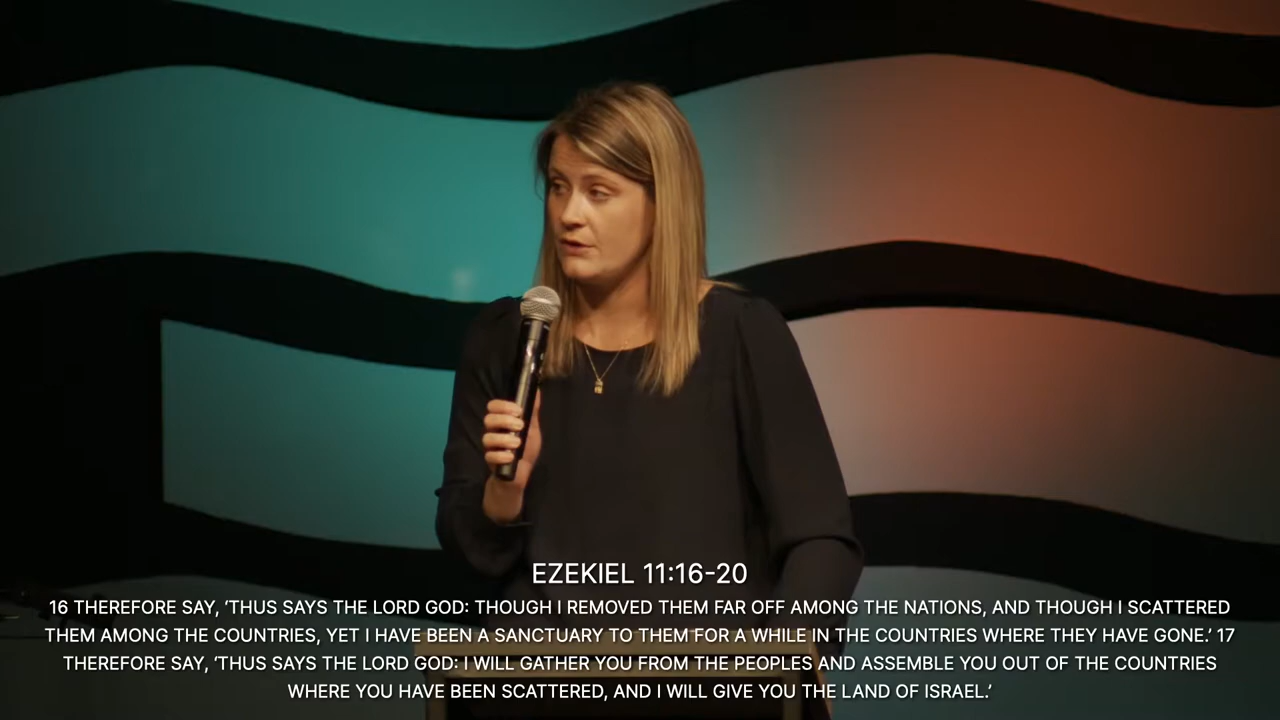 EZEKIEL 11:16-20
16 THEREFORE SAY, ‘THUS SAYS THE LORD GOD: THOUGH I REMOVED THEM FAR OFF AMONG THE NATIONS, AND THOUGH I SCATTERED
THEM AMONG THE COUNTRIES, YET I HAVE BEEN A SANCTUARY TO THEM FOR A WHILE IN THE COUNTRIES WHERE THEY HAVE GONE.’ 17
THEREFORE SAY, ‘THUS SAYS THE LORD GOD: I WILL GATHER YOU FROM THE PEOPLES AND ASSEMBLE YOU OUT OF THE COUNTRIES
WHERE YOU HAVE BEEN SCATTERED, AND I WILL GIVE YOU THE LAND OF ISRAEL.’